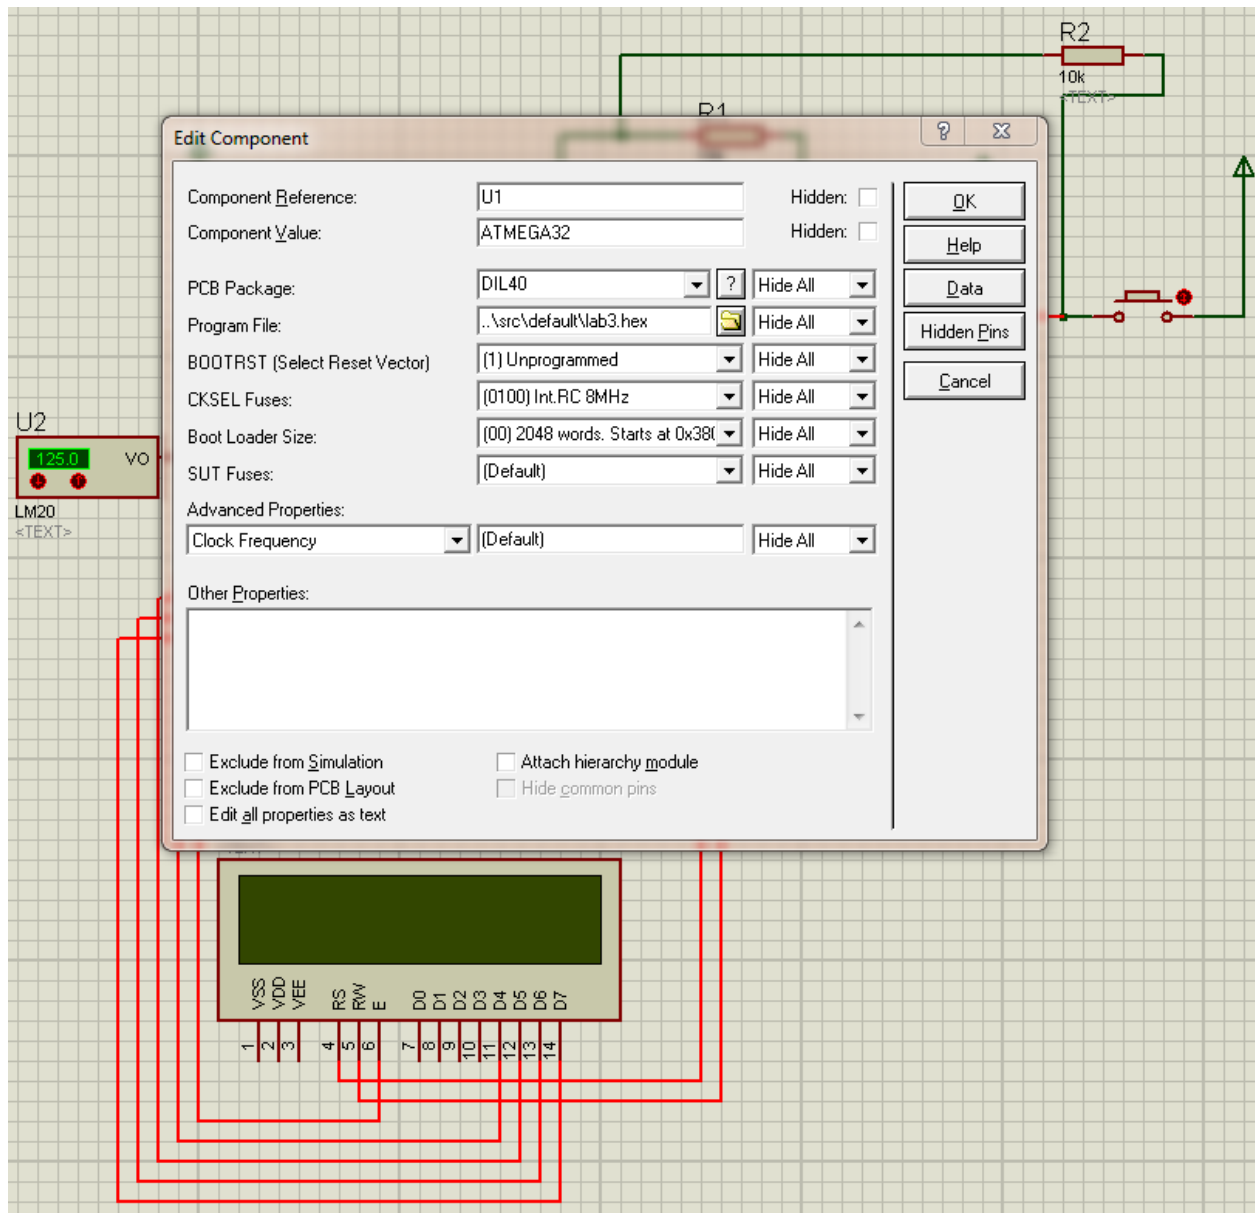 R2
10k
<TEXT>
R1
Edit Component
Component Reference: U1 Hidden:
Component Value: ATMEGA32 Hidden:
PCB Package: DIL40 ? Hide All
Program File: ..\src\default\lab3.hex Hide All
BOOTRST (Select Reset Vector) (1) Unprogrammed Hide All
CKSEL Fuses: (0100) Int.RC 8MHz Hide All
Boot Loader Size: (00) 2048 words. Starts at 0x380 Hide All
SUT Fuses: (Default) Hide All
Advanced Properties:
Clock Frequency (Default) Hide All
Other Properties:
Exclude from Simulation
Exclude from PCB Layout
Edit all properties as text
Attach hierarchy module
Hide common pins
OK
Help
Data
Hidden Pins
Cancel
U2
125.0 VO
LM20
<TEXT>
VSS VDD VEE RS RW E D0 D1 D2 D3 D4 D5 D6 D7
1 2 3 4 5 6 7 8 9 10 11 12 13 14